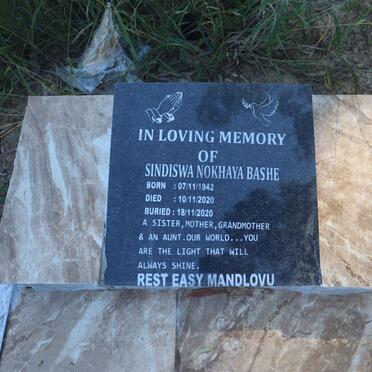 IN LOVING MEMORY
OF
SINDISWA NOKHAYA BASHE
BORN : 07/11/1942
DIED : 10/11/2020
BURIED : 18/11/2020
A SISTER,MOTHER,GRANDMOTHER
& AN AUNT.OUR WORLD...YOU
ARE THE LIGHT THAT WILL
ALWAYS SHINE.
REST EASY MANDLOVU